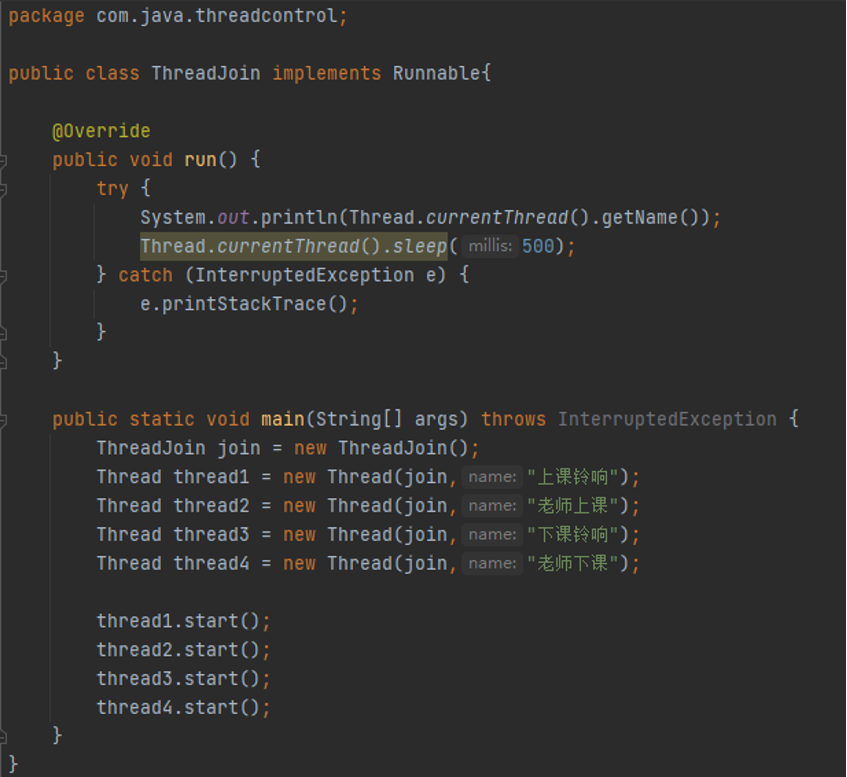 package com.java.threadcontrol;
public class ThreadJoin implements Runnable{
@Override
public void run() {
try {
System.out.println(Thread.currentThread().getName());
Thread.currentThread().sleep( millis: 500);
} catch (InterruptedException e) {
e.printStackTrace();
}
}
public static void main(String[] args) throws InterruptedException {
ThreadJoin join = new ThreadJoin();
Thread thread1 = new Thread(join, name: "上课铃响");
Thread thread2 = new Thread(join, name: "老师上课");
Thread thread3 = new Thread(join, name: "下课铃响");
Thread thread4 = new Thread(join, name: "老师下课");
thread1.start();
thread2.start();
thread3.start();
thread4.start();
}
}